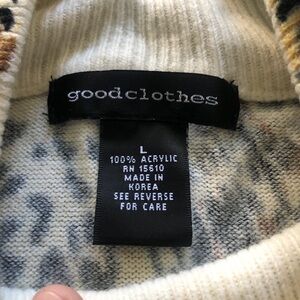 goodclothes
L
100% ACRYLIC
RN 15610
MADE IN
KOREA
SEE REVERSE
FOR CARE